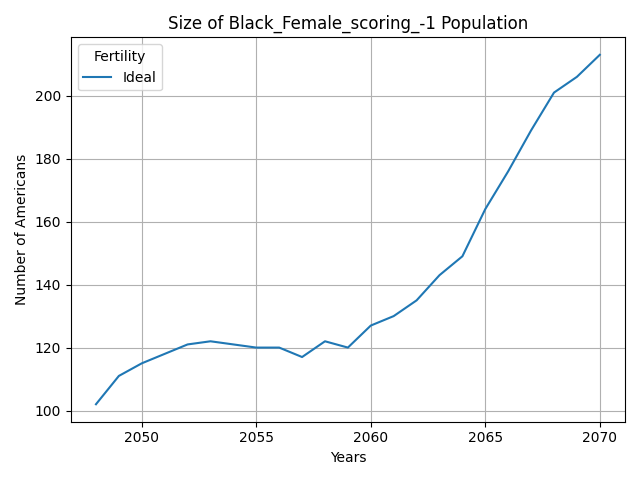 Size of Black_Female_scoring_-1 Population
Fertility
Ideal
Number of Americans
200
180
160
140
120
100
2050
2055
2060
2065
2070
Years